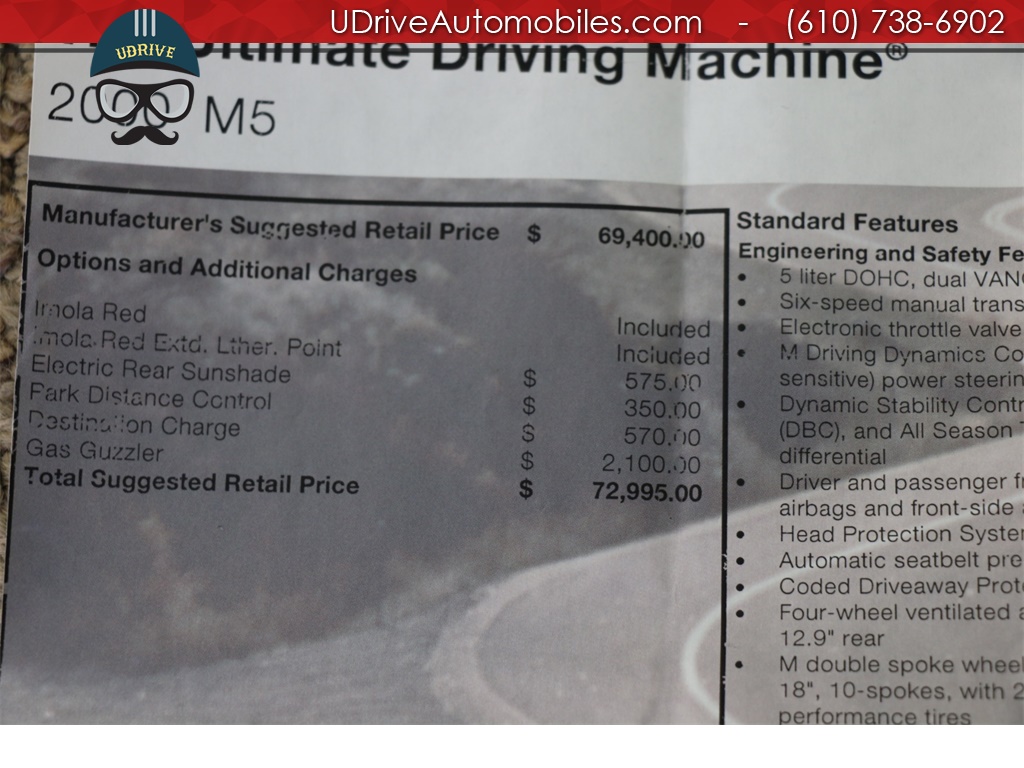 UDriveAutomobiles.com - (610) 738-6902
UDRIVE
Ultimate Driving Machine®
2000 M5
Manufacturer's Suggested Retail Price $ 69,400.00
Options and Additional Charges
Imola Red Included
Imola Red Extd. Lther. Point Included
Electric Rear Sunshade $ 575.00
Park Distance Control $ 350.00
Destination Charge $ 570.00
Gas Guzzler $ 2,100.00
Total Suggested Retail Price $ 72,995.00
Standard Features
Engineering and Safety Fe
• 5 liter DOHC, dual VANO
• Six-speed manual trans
• Electronic throttle valve
• M Driving Dynamics Co
sensitive) power steerin
• Dynamic Stability Contr
(DBC), and All Season T
differential
• Driver and passenger fr
airbags and front-side a
• Head Protection System
• Automatic seatbelt pre
• Coded Driveaway Prote
• Four-wheel ventilated a
12.9" rear
• M double spoke wheel
18", 10-spokes, with 2
performance tires